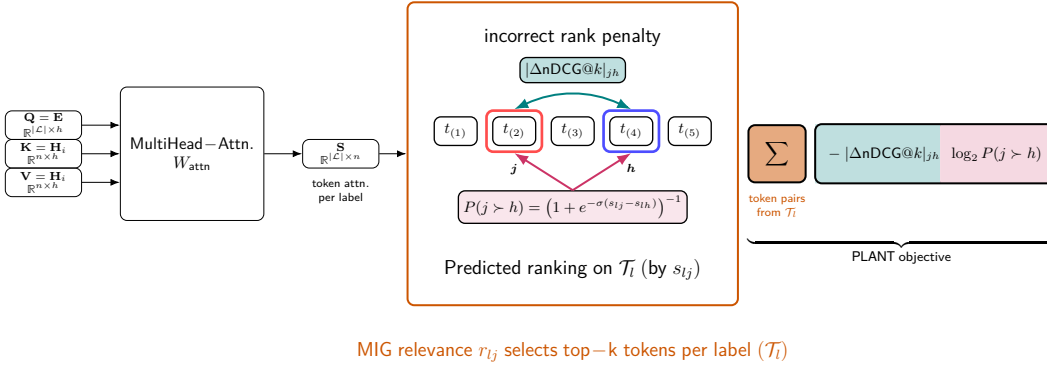 Q = E
ℝ^{|ℒ|×h}
K = H_i
ℝ^{n×h}
V = H_i
ℝ^{n×h}
MultiHead−Attn.
W_attn
S
ℝ^{|ℒ|×n}
token attn.
per label
incorrect rank penalty
|ΔnDCG@k|_{jh}
t_{(1)} t_{(2)} t_{(3)} t_{(4)} t_{(5)}
j h
P(j ≻ h) = (1 + e^{−σ(s_{lj}−s_{lh})})^{−1}
Predicted ranking on 𝒯_l (by s_{lj})
∑
token pairs
from 𝒯_l
− |ΔnDCG@k|_{jh} log_2 P(j ≻ h)
PLANT objective
MIG relevance r_{lj} selects top−k tokens per label (𝒯_l)